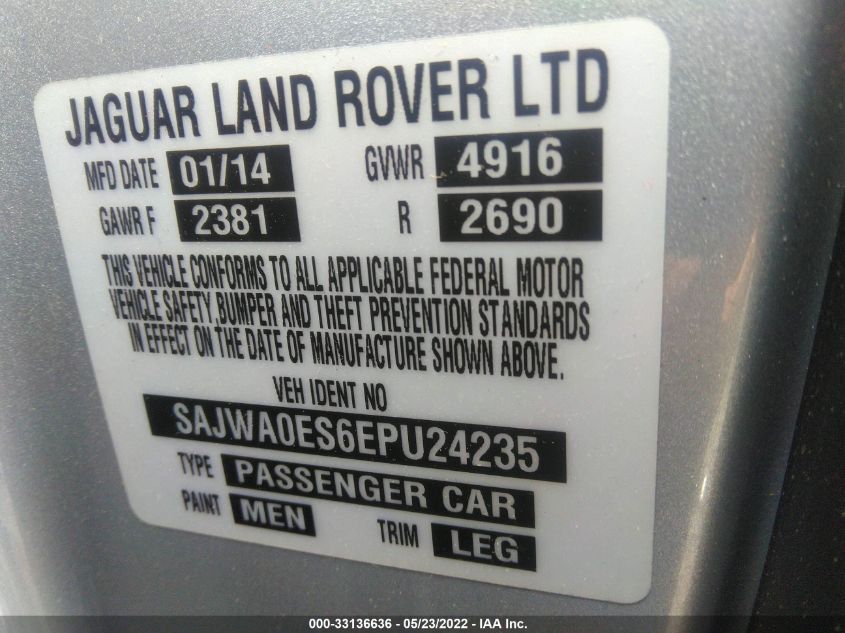 JAGUAR LAND ROVER LTD
MFD DATE 01/14 GVWR 4916
GAWR F 2381 R 2690
THIS VEHICLE CONFORMS TO ALL APPLICABLE FEDERAL MOTOR
VEHICLE SAFETY,BUMPER AND THEFT PREVENTION STANDARDS
IN EFFECT ON THE DATE OF MANUFACTURE SHOWN ABOVE.
VEH IDENT NO
SAJWA0ES6EPU24235
TYPE PASSENGER CAR
PAINT MEN TRIM LEG
000-33136636 - 05/23/2022 - IAA Inc.